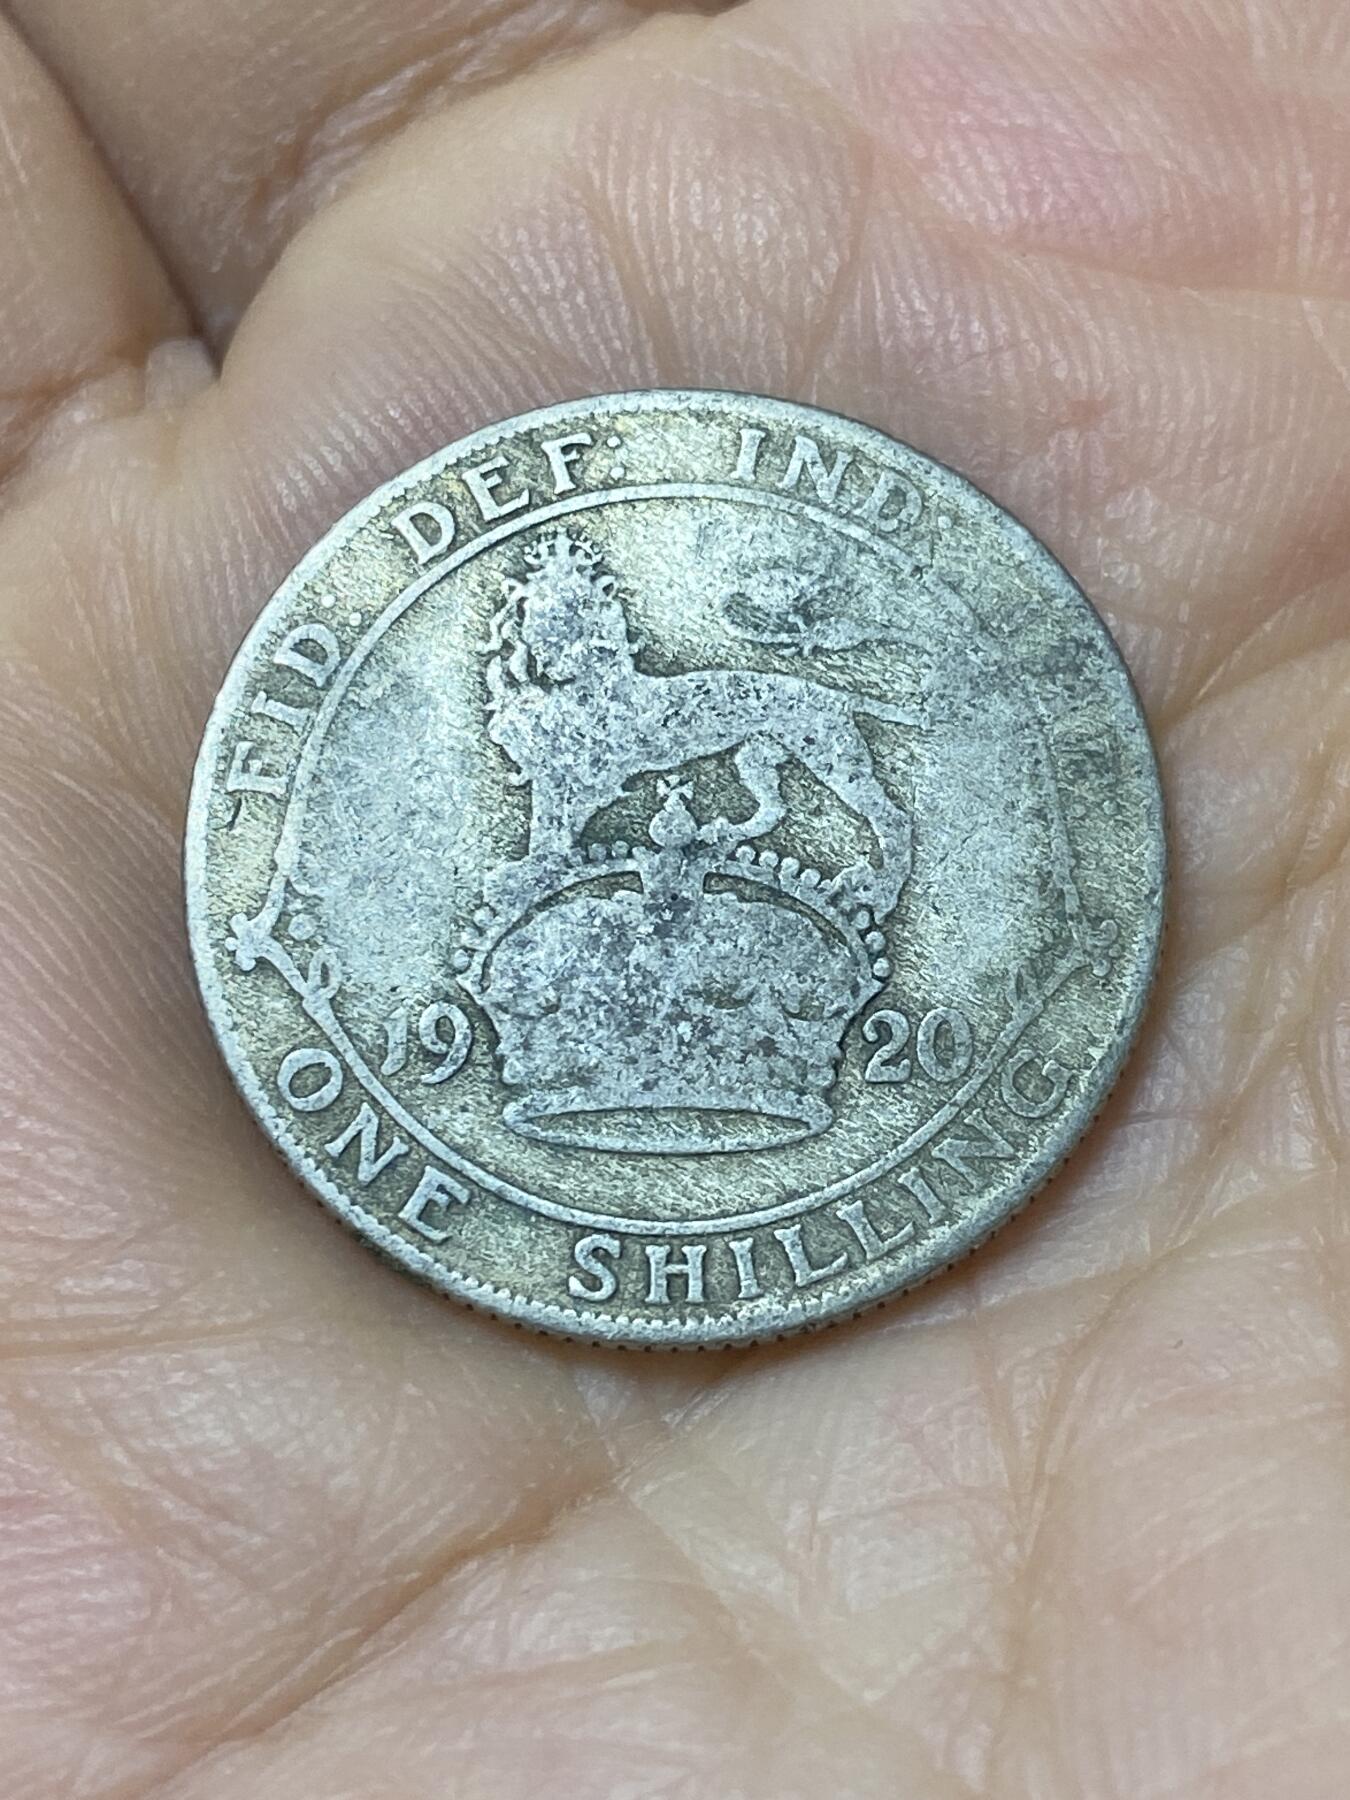 FID: DEF: IND:
19 20
ONE SHILLING